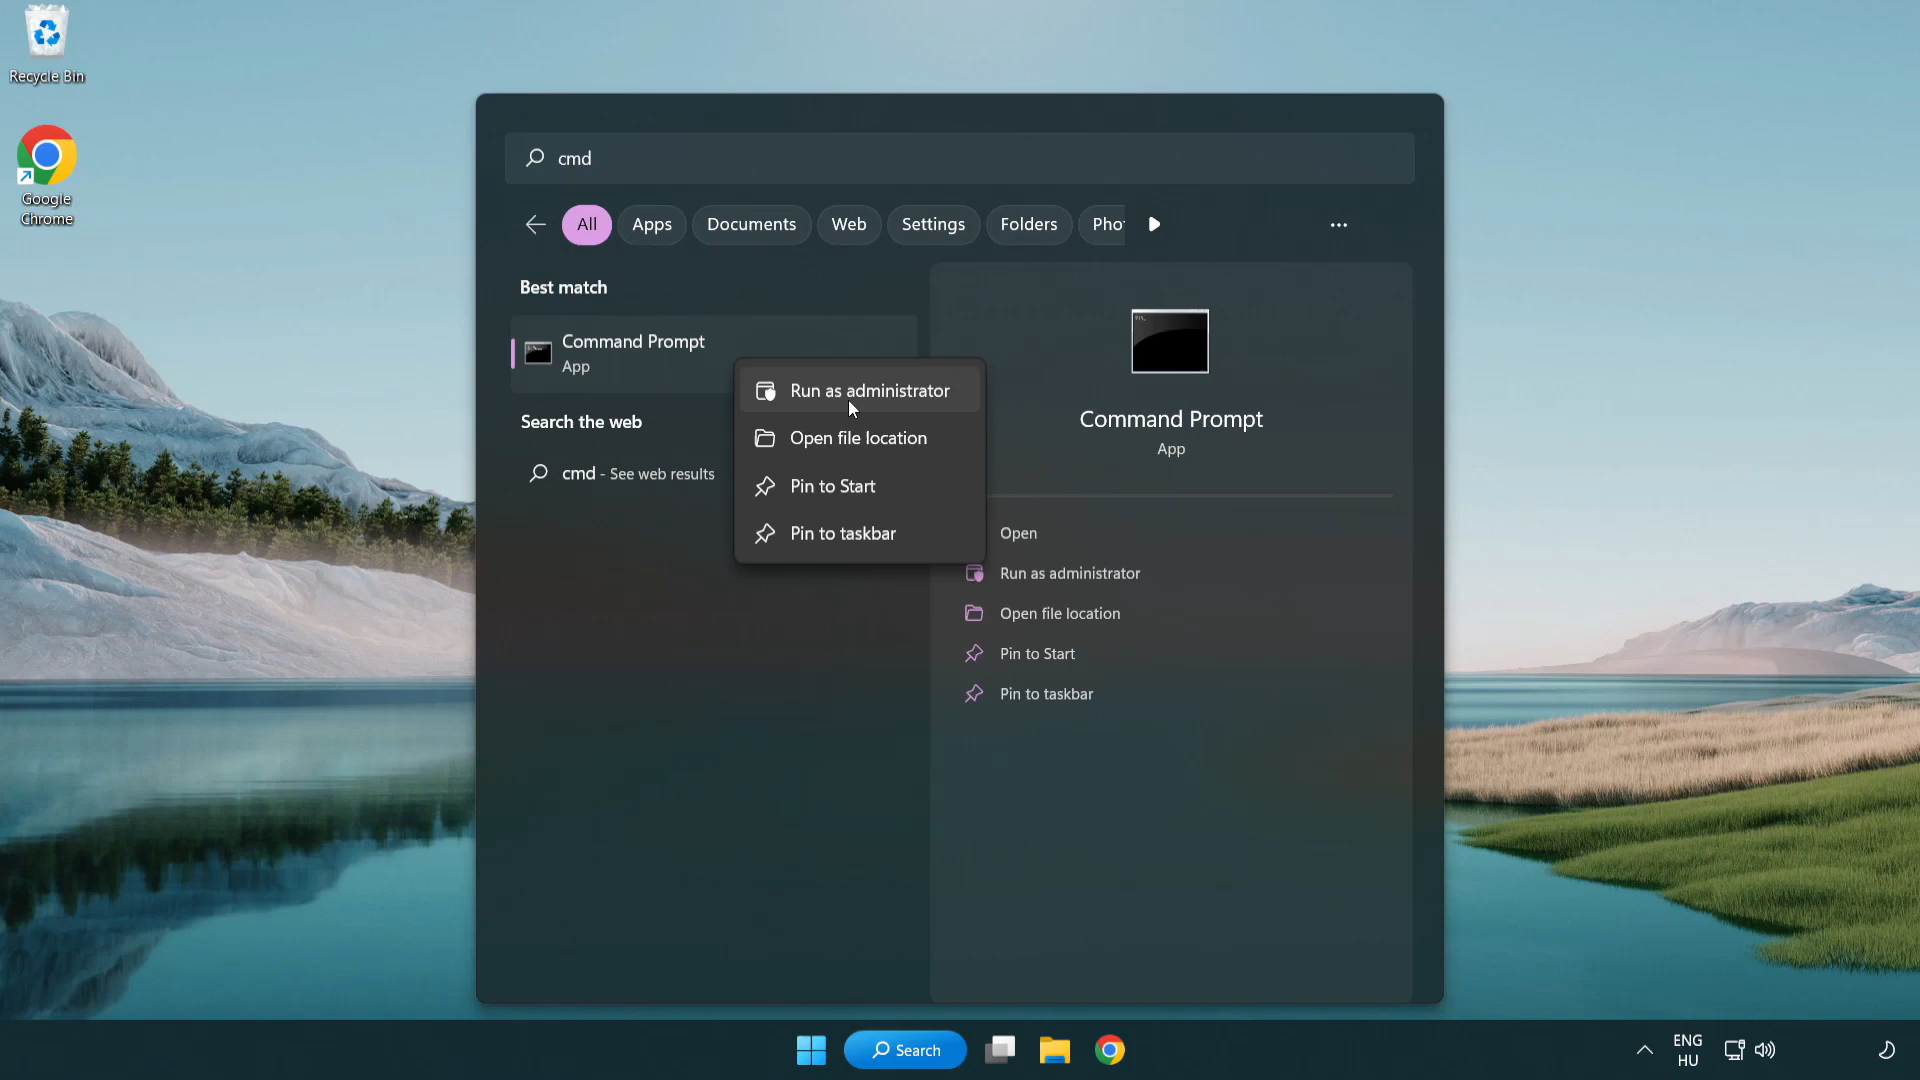 Recycle Bin
Google
Chrome
cmd
All
Apps
Documents
Web
Settings
Folders
Pho
Best match
Command Prompt
App
Search the web
cmd - See web results
Run as administrator
Open file location
Pin to Start
Pin to taskbar
Command Prompt
App
Open
Run as administrator
Open file location
Pin to Start
Pin to taskbar
Search
ENG
HU